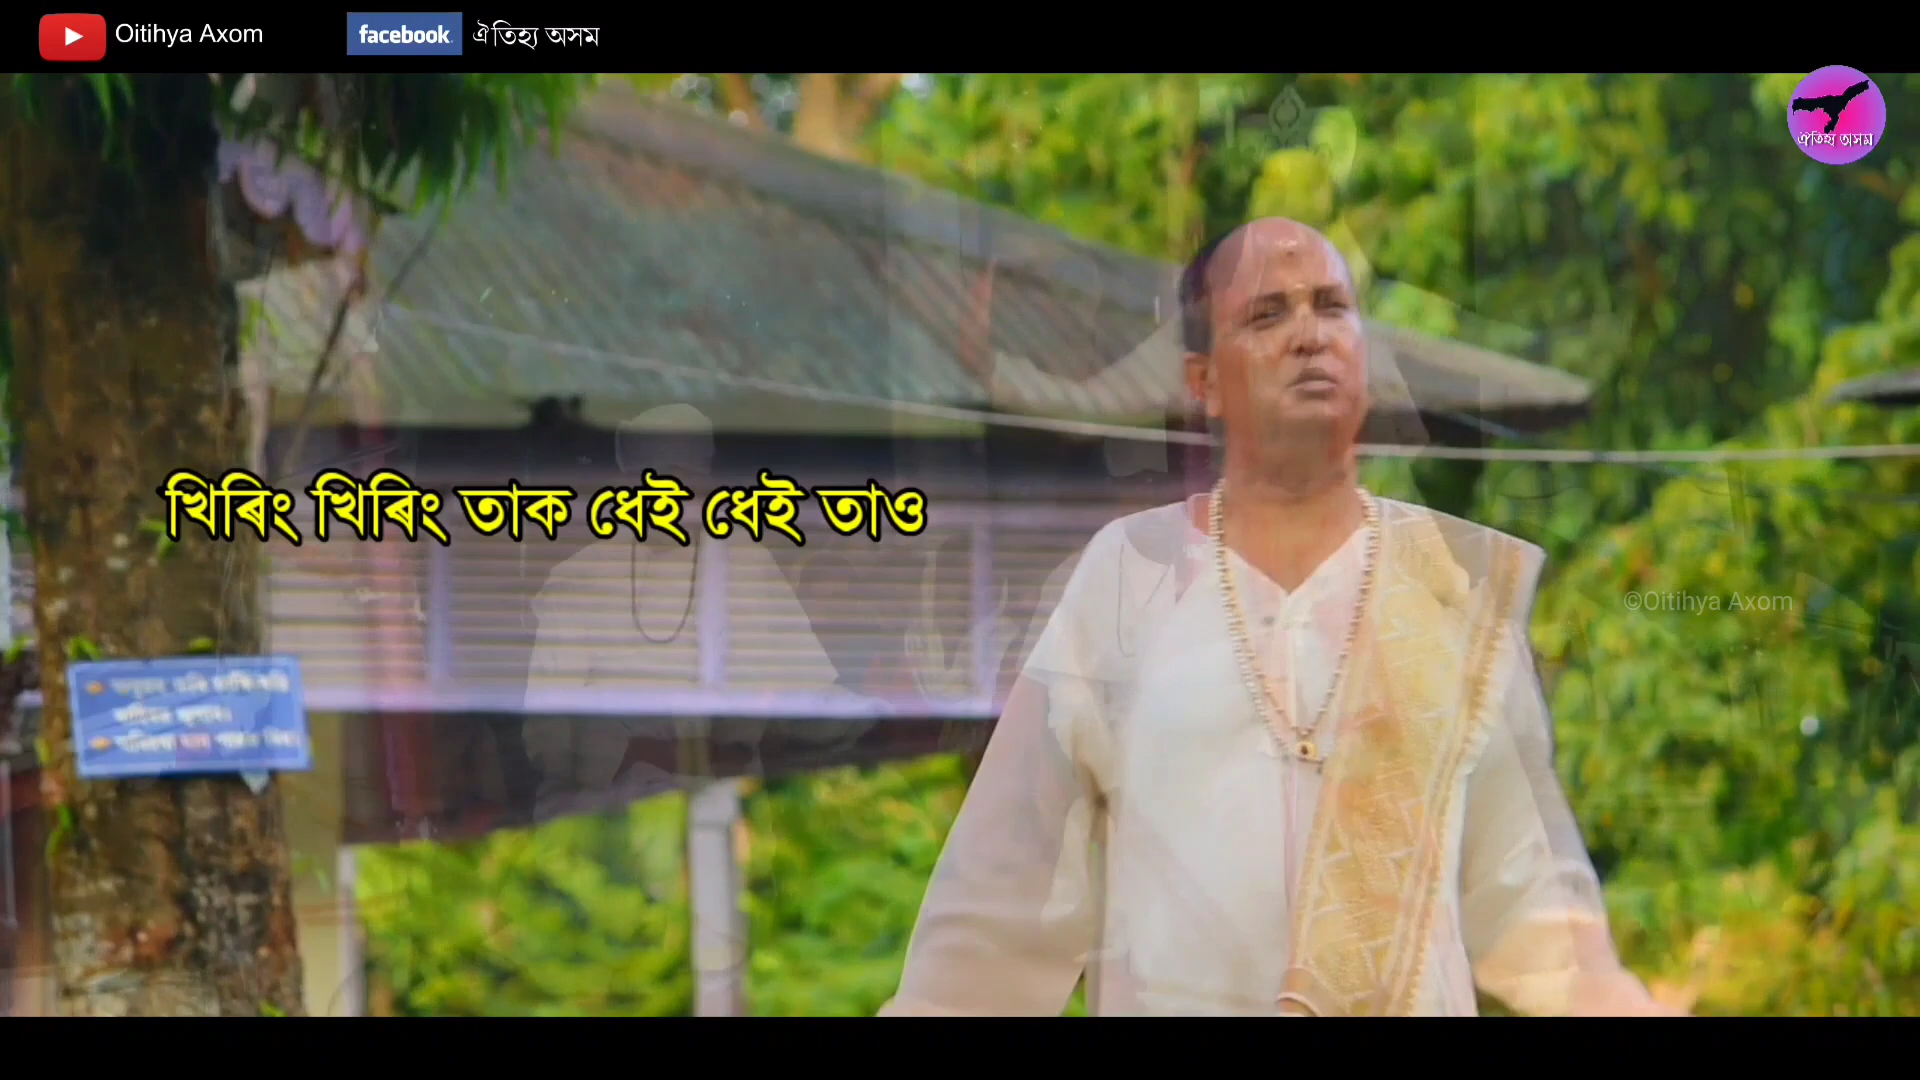 Oitihya Axom
facebook ঐতিহ্য অসম
ঐতিহ্য অসম
খিৰিং খিৰিং তাক ধেই ধেই তাও
©Oitihya Axom